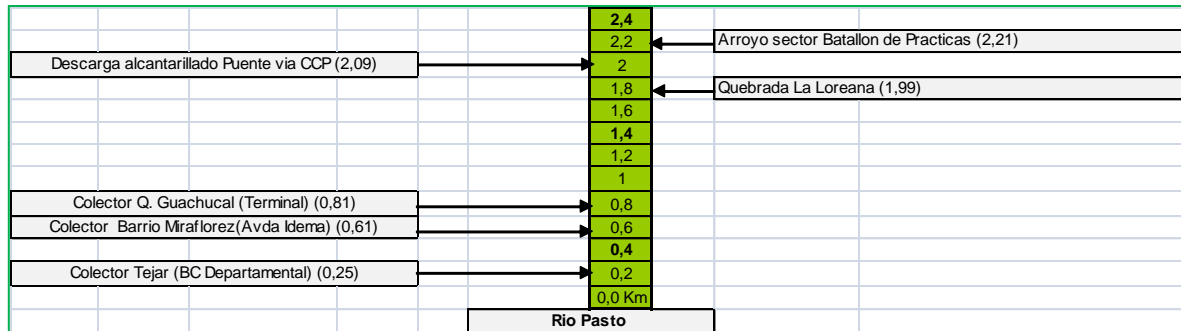 2,4
2,2 Arroyo sector Batallon de Practicas (2,21)
Descarga alcantarillado Puente via CCP (2,09) 2
1,8 Quebrada La Loreana (1,99)
1,6
1,4
1,2
1
Colector Q. Guachucal (Terminal) (0,81) 0,8
Colector Barrio Miraflorez(Avda Idema) (0,61) 0,6
0,4
Colector Tejar (BC Departamental) (0,25) 0,2
0,0 Km
Rio Pasto